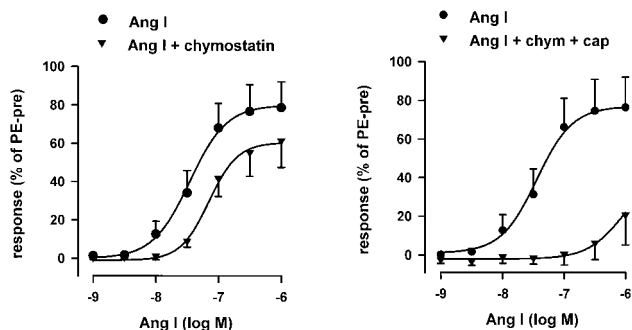 Ang I
Ang I + chymostatin
100
80
60
40
20
0
response (% of PE-pre)
-9 -8 -7 -6
Ang I (log M)
Ang I
Ang I + chym + cap
100
80
60
40
20
0
response (% of PE-pre)
-9 -8 -7 -6
Ang I (log M)